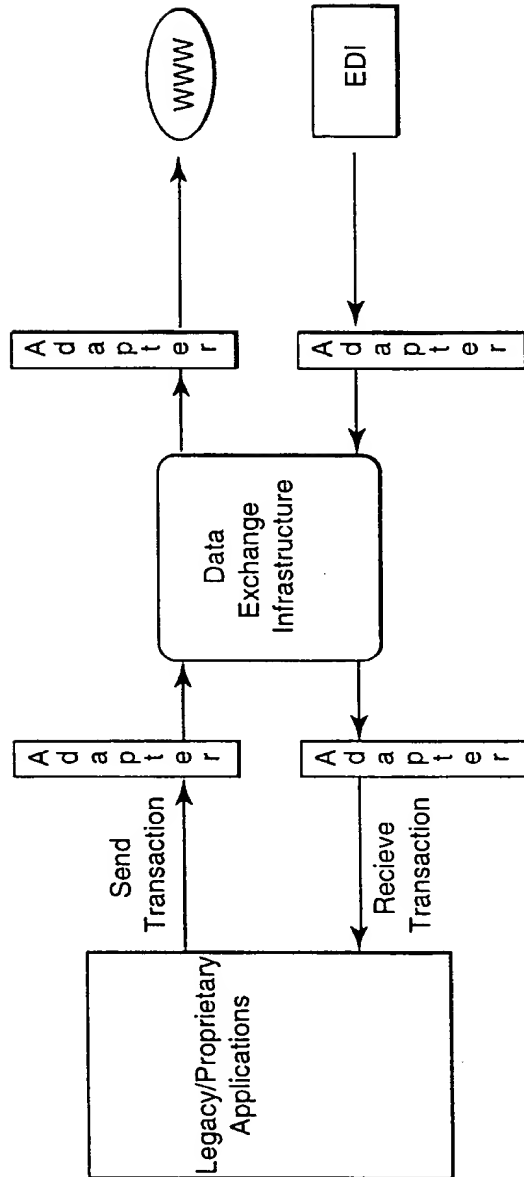 Legacy/Proprietary
Applications
Send
Transaction
Recieve
Transaction
Adapter
Adapter
Data
Exchange
Infrastructure
Adapter
Adapter
WWW
EDI